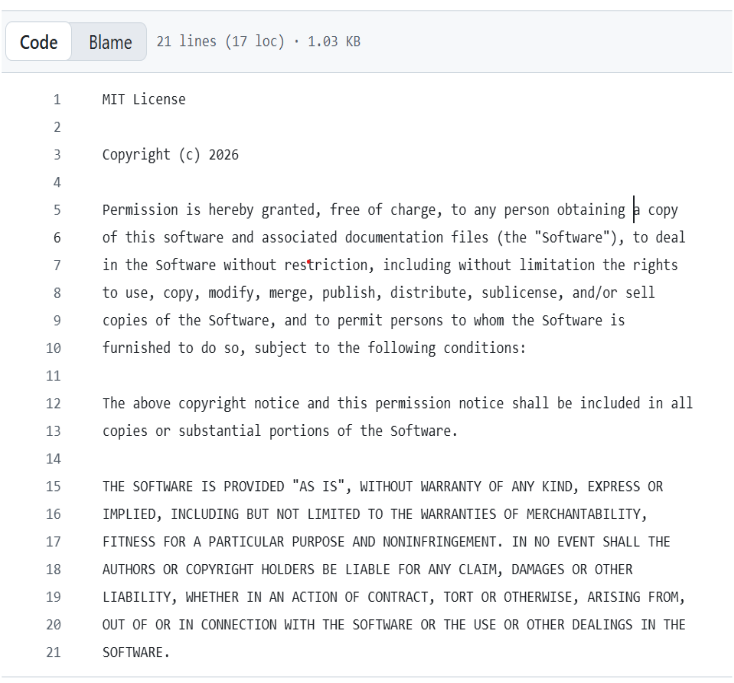 Code Blame 21 lines (17 loc) · 1.03 KB
1 MIT License
2
3 Copyright (c) 2026
4
5 Permission is hereby granted, free of charge, to any person obtaining a copy
6 of this software and associated documentation files (the "Software"), to deal
7 in the Software without restriction, including without limitation the rights
8 to use, copy, modify, merge, publish, distribute, sublicense, and/or sell
9 copies of the Software, and to permit persons to whom the Software is
10 furnished to do so, subject to the following conditions:
11
12 The above copyright notice and this permission notice shall be included in all
13 copies or substantial portions of the Software.
14
15 THE SOFTWARE IS PROVIDED "AS IS", WITHOUT WARRANTY OF ANY KIND, EXPRESS OR
16 IMPLIED, INCLUDING BUT NOT LIMITED TO THE WARRANTIES OF MERCHANTABILITY,
17 FITNESS FOR A PARTICULAR PURPOSE AND NONINFRINGEMENT. IN NO EVENT SHALL THE
18 AUTHORS OR COPYRIGHT HOLDERS BE LIABLE FOR ANY CLAIM, DAMAGES OR OTHER
19 LIABILITY, WHETHER IN AN ACTION OF CONTRACT, TORT OR OTHERWISE, ARISING FROM,
20 OUT OF OR IN CONNECTION WITH THE SOFTWARE OR THE USE OR OTHER DEALINGS IN THE
21 SOFTWARE.